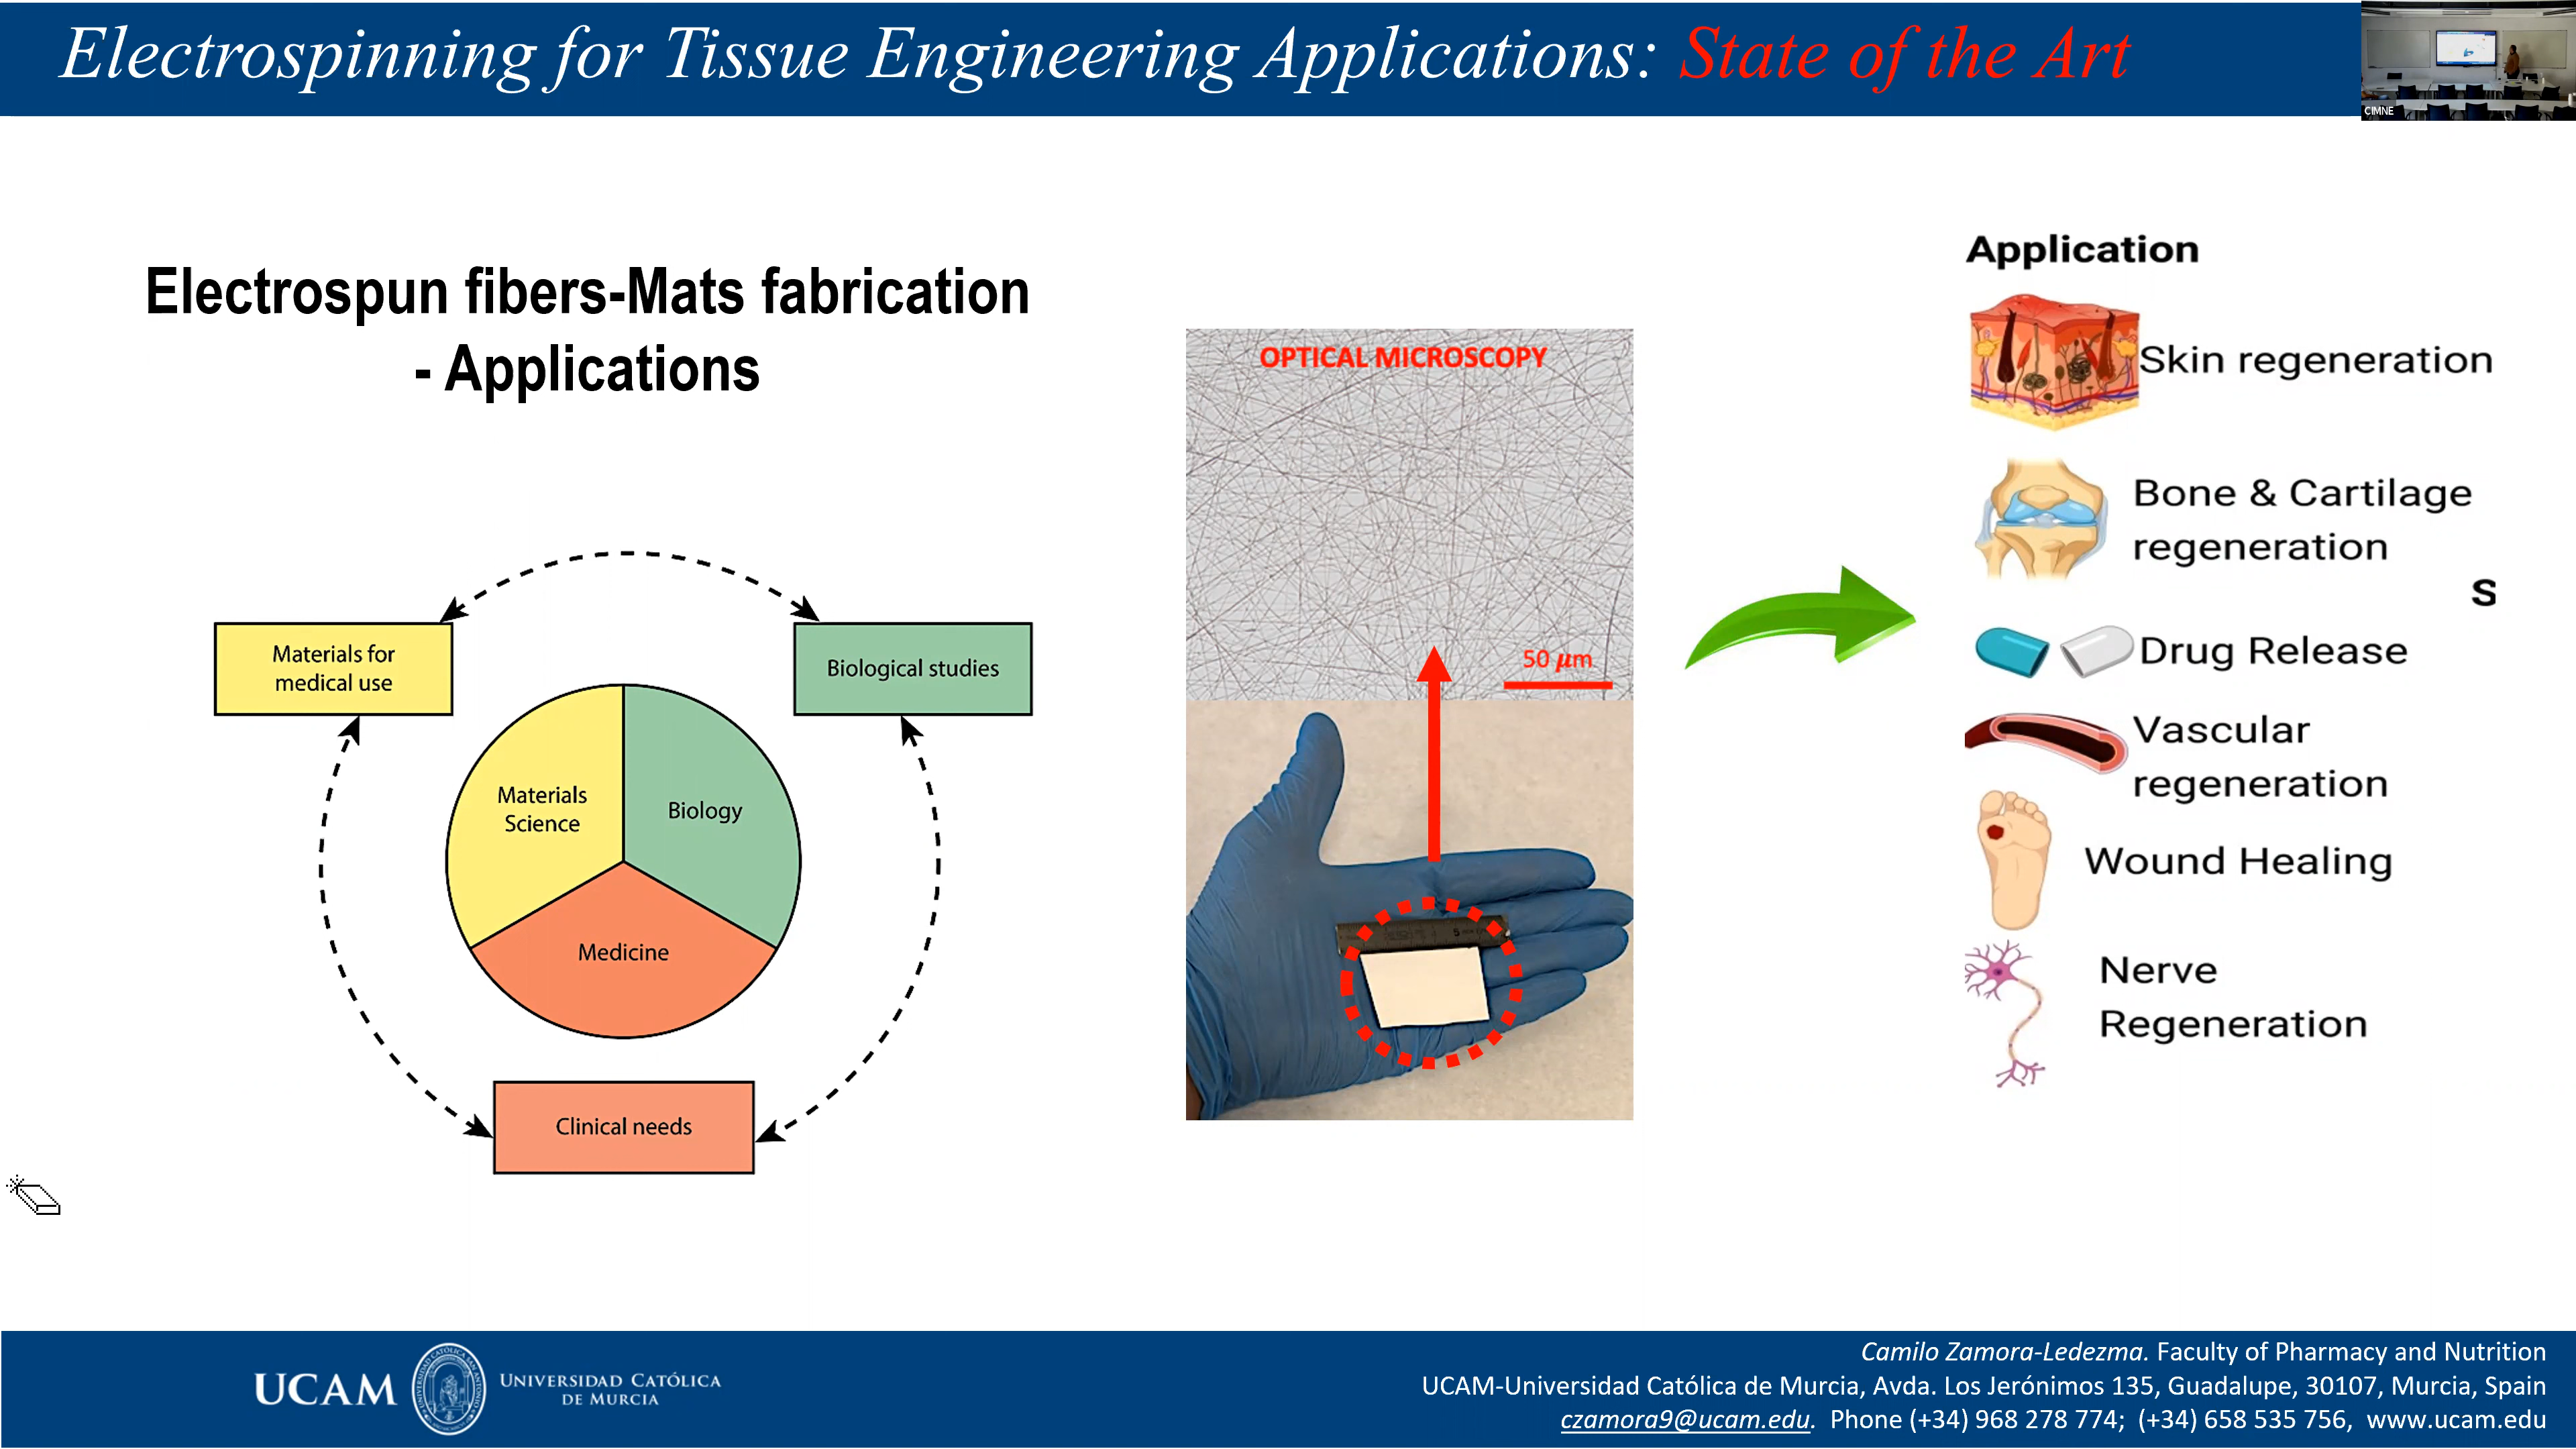 Electrospinning for Tissue Engineering Applications: State of the Art
CIMNE
Electrospun fibers-Mats fabrication
- Applications
Materials for
medical use
Biological studies
Materials
Science
Biology
Medicine
Clinical needs
OPTICAL MICROSCOPY
50 µm
5
Application
Skin regeneration
Bone & Cartilage
regeneration
S
Drug Release
Vascular
regeneration
Wound Healing
Nerve
Regeneration
UCAM
UNIVERSIDAD CATÓLICA
DE MURCIA
Camilo Zamora-Ledezma. Faculty of Pharmacy and Nutrition
UCAM-Universidad Católica de Murcia, Avda. Los Jerónimos 135, Guadalupe, 30107, Murcia, Spain
czamora9@ucam.edu. Phone (+34) 968 278 774; (+34) 658 535 756, www.ucam.edu